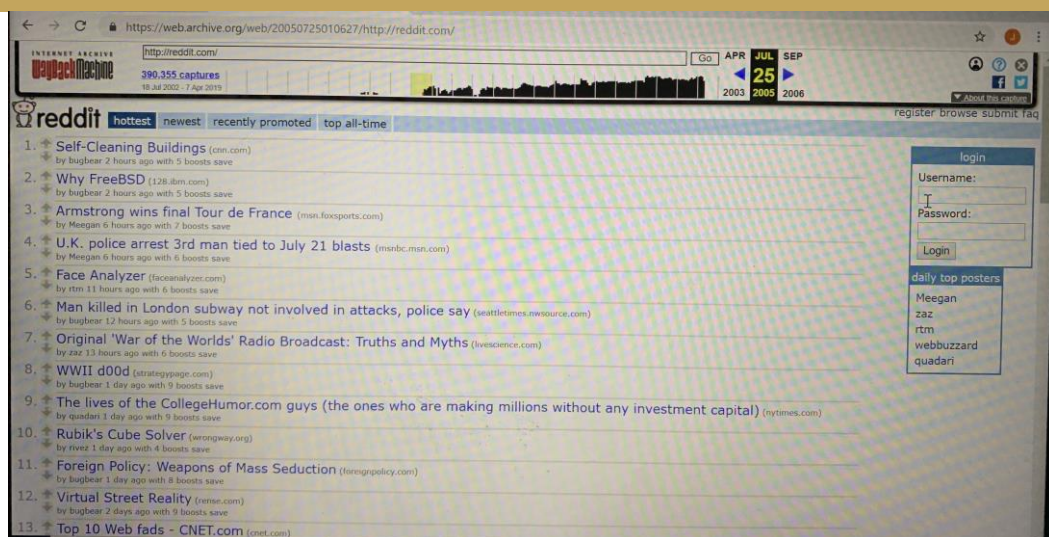 https://web.archive.org/web/20050725010627/http://reddit.com/
J
INTERNET ARCHIVE
WayBackMachine
http://reddit.com/
Go
APR JUL SEP
390,355 captures
25
18 Jul 2002 - 7 Apr 2019
2003 2005 2006
About this capture
reddit hottest newest recently promoted top all-time
register browse submit faq
1. Self-Cleaning Buildings (cnn.com)
by bugbear 2 hours ago with 5 boosts save
2. Why FreeBSD (128.ibm.com)
by bugbear 2 hours ago with 5 boosts save
3. Armstrong wins final Tour de France (msn.foxsports.com)
by Meegan 6 hours ago with 7 boosts save
4. U.K. police arrest 3rd man tied to July 21 blasts (msnbc.msn.com)
by Meegan 6 hours ago with 6 boosts save
5. Face Analyzer (faceanalyzer.com)
by rtm 11 hours ago with 6 boosts save
6. Man killed in London subway not involved in attacks, police say (seattletimes.nwsource.com)
by bugbear 12 hours ago with 5 boosts save
7. Original 'War of the Worlds' Radio Broadcast: Truths and Myths (livescience.com)
by zaz 13 hours ago with 6 boosts save
8. WWII d00d (strategypage.com)
by bugbear 1 day ago with 9 boosts save
9. The lives of the CollegeHumor.com guys (the ones who are making millions without any investment capital) (nytimes.com)
by quadari 1 day ago with 9 boosts save
10. Rubik's Cube Solver (wrongway.org)
by rivez 1 day ago with 4 boosts save
11. Foreign Policy: Weapons of Mass Seduction (foreignpolicy.com)
by bugbear 1 day ago with 8 boosts save
12. Virtual Street Reality (rense.com)
by bugbear 2 days ago with 9 boosts save
13. Top 10 Web fads - CNET.com (cnet.com)
login
Username:
Password:
Login
daily top posters
Meegan
zaz
rtm
webbuzzard
quadari